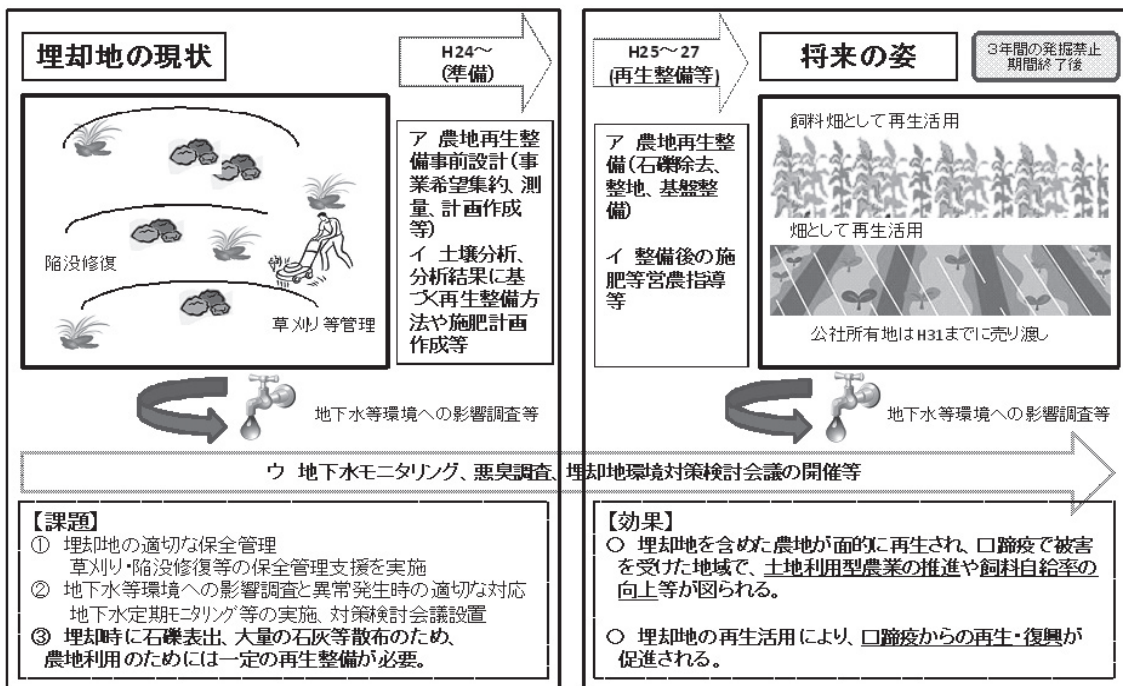 埋却地の現状
H24～
(準備)
陥没修復
草刈り等管理
ア 農地再生整
備事前設計(事
業希望集約、測
量、計画作成
等)
イ 土壌分析、
分析結果に基
づく再生整備方
法や施肥計画
作成等
地下水等環境への影響調査等
H25～27
(再生整備等)
将来の姿
3年間の発掘禁止
期間終了後
ア 農地再生整
備(石礫除去、
整地、基盤整
備)
イ 整備後の施
肥等営農指導
等
飼料畑として再生活用
畑として再生活用
公社所有地はH31までに売り渡し
地下水等環境への影響調査等
ウ 地下水モニタリング、悪臭調査、埋却地環境対策検討会議の開催等
【課題】
① 埋却地の適切な保全管理
草刈り・陥没修復等の保全管理支援を実施
② 地下水等環境への影響調査と異常発生時の適切な対応
地下水定期モニタリング等の実施、対策検討会議設置
③ 埋却時に石礫表出、大量の石灰等散布のため、
農地利用のためには一定の再生整備が必要。
【効果】
○ 埋却地を含めた農地が面的に再生され、口蹄疫で被害
を受けた地域で、土地利用型農業の推進や飼料自給率の
向上等が図られる。
○ 埋却地の再生活用により、口蹄疫からの再生・復興が
促進される。